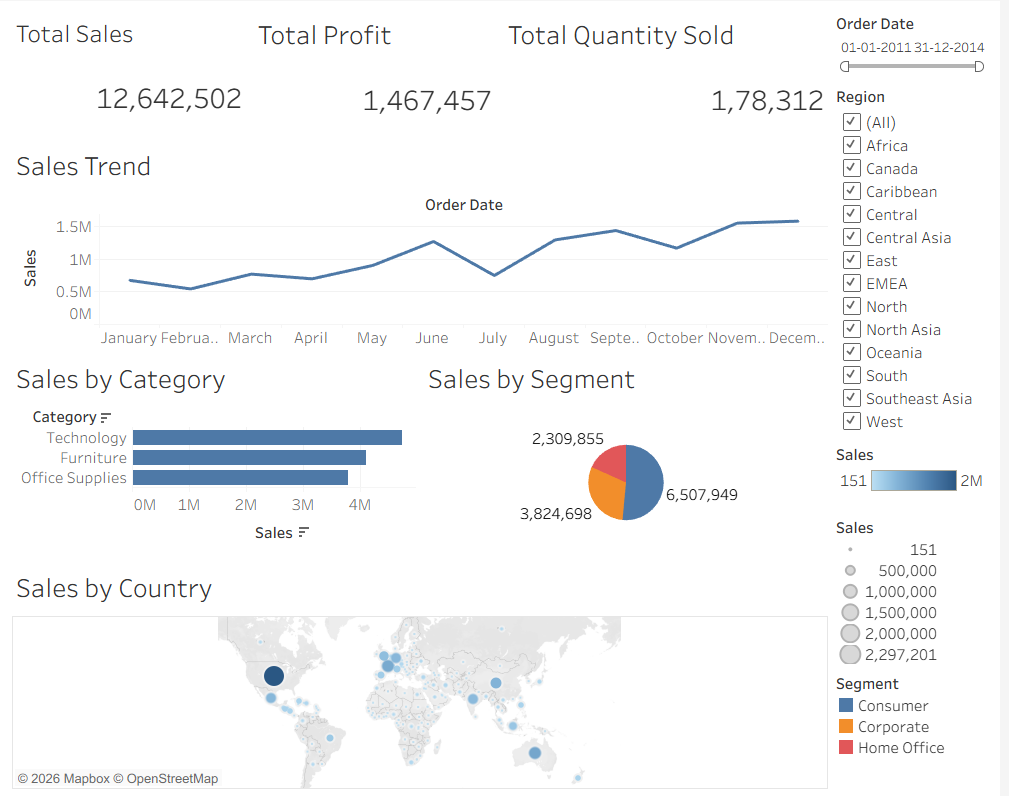 Total Sales
Total Profit
Total Quantity Sold
12,642,502
1,467,457
1,78,312
Sales Trend
Order Date
Sales
1.5M
1M
0.5M
0M
January Februa.. March April May June July August Septe.. October Novem.. Decem..
Sales by Category
Category
Technology
Furniture
Office Supplies
0M 1M 2M 3M 4M
Sales
Sales by Segment
2,309,855
6,507,949
3,824,698
Sales by Country
© 2026 Mapbox © OpenStreetMap
Order Date
01-01-2011 31-12-2014
Region
(All)
Africa
Canada
Caribbean
Central
Central Asia
East
EMEA
North
North Asia
Oceania
South
Southeast Asia
West
Sales
151 2M
Sales
151
500,000
1,000,000
1,500,000
2,000,000
2,297,201
Segment
Consumer
Corporate
Home Office